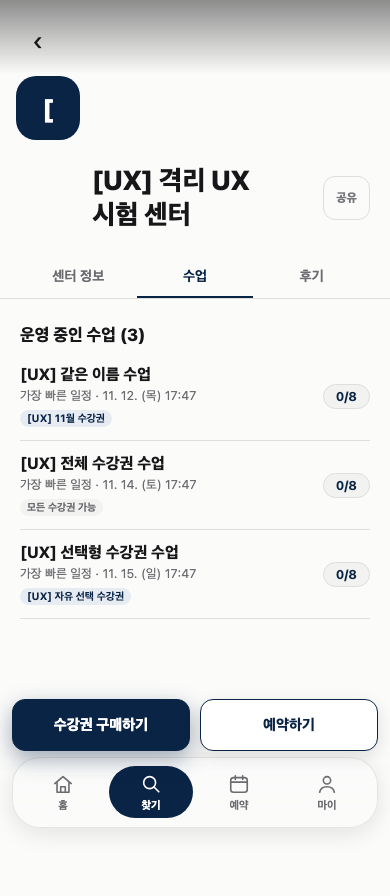 [
[UX] 격리 UX
시험 센터
공유
센터 정보
수업
후기
운영 중인 수업 (3)
[UX] 같은 이름 수업
가장 빠른 일정 · 11. 12. (목) 17:47
[UX] 11월 수강권
0/8
[UX] 전체 수강권 수업
가장 빠른 일정 · 11. 14. (토) 17:47
모든 수강권 가능
0/8
[UX] 선택형 수강권 수업
가장 빠른 일정 · 11. 15. (일) 17:47
[UX] 자유 선택 수강권
0/8
수강권 구매하기
예약하기
홈
찾기
예약
마이